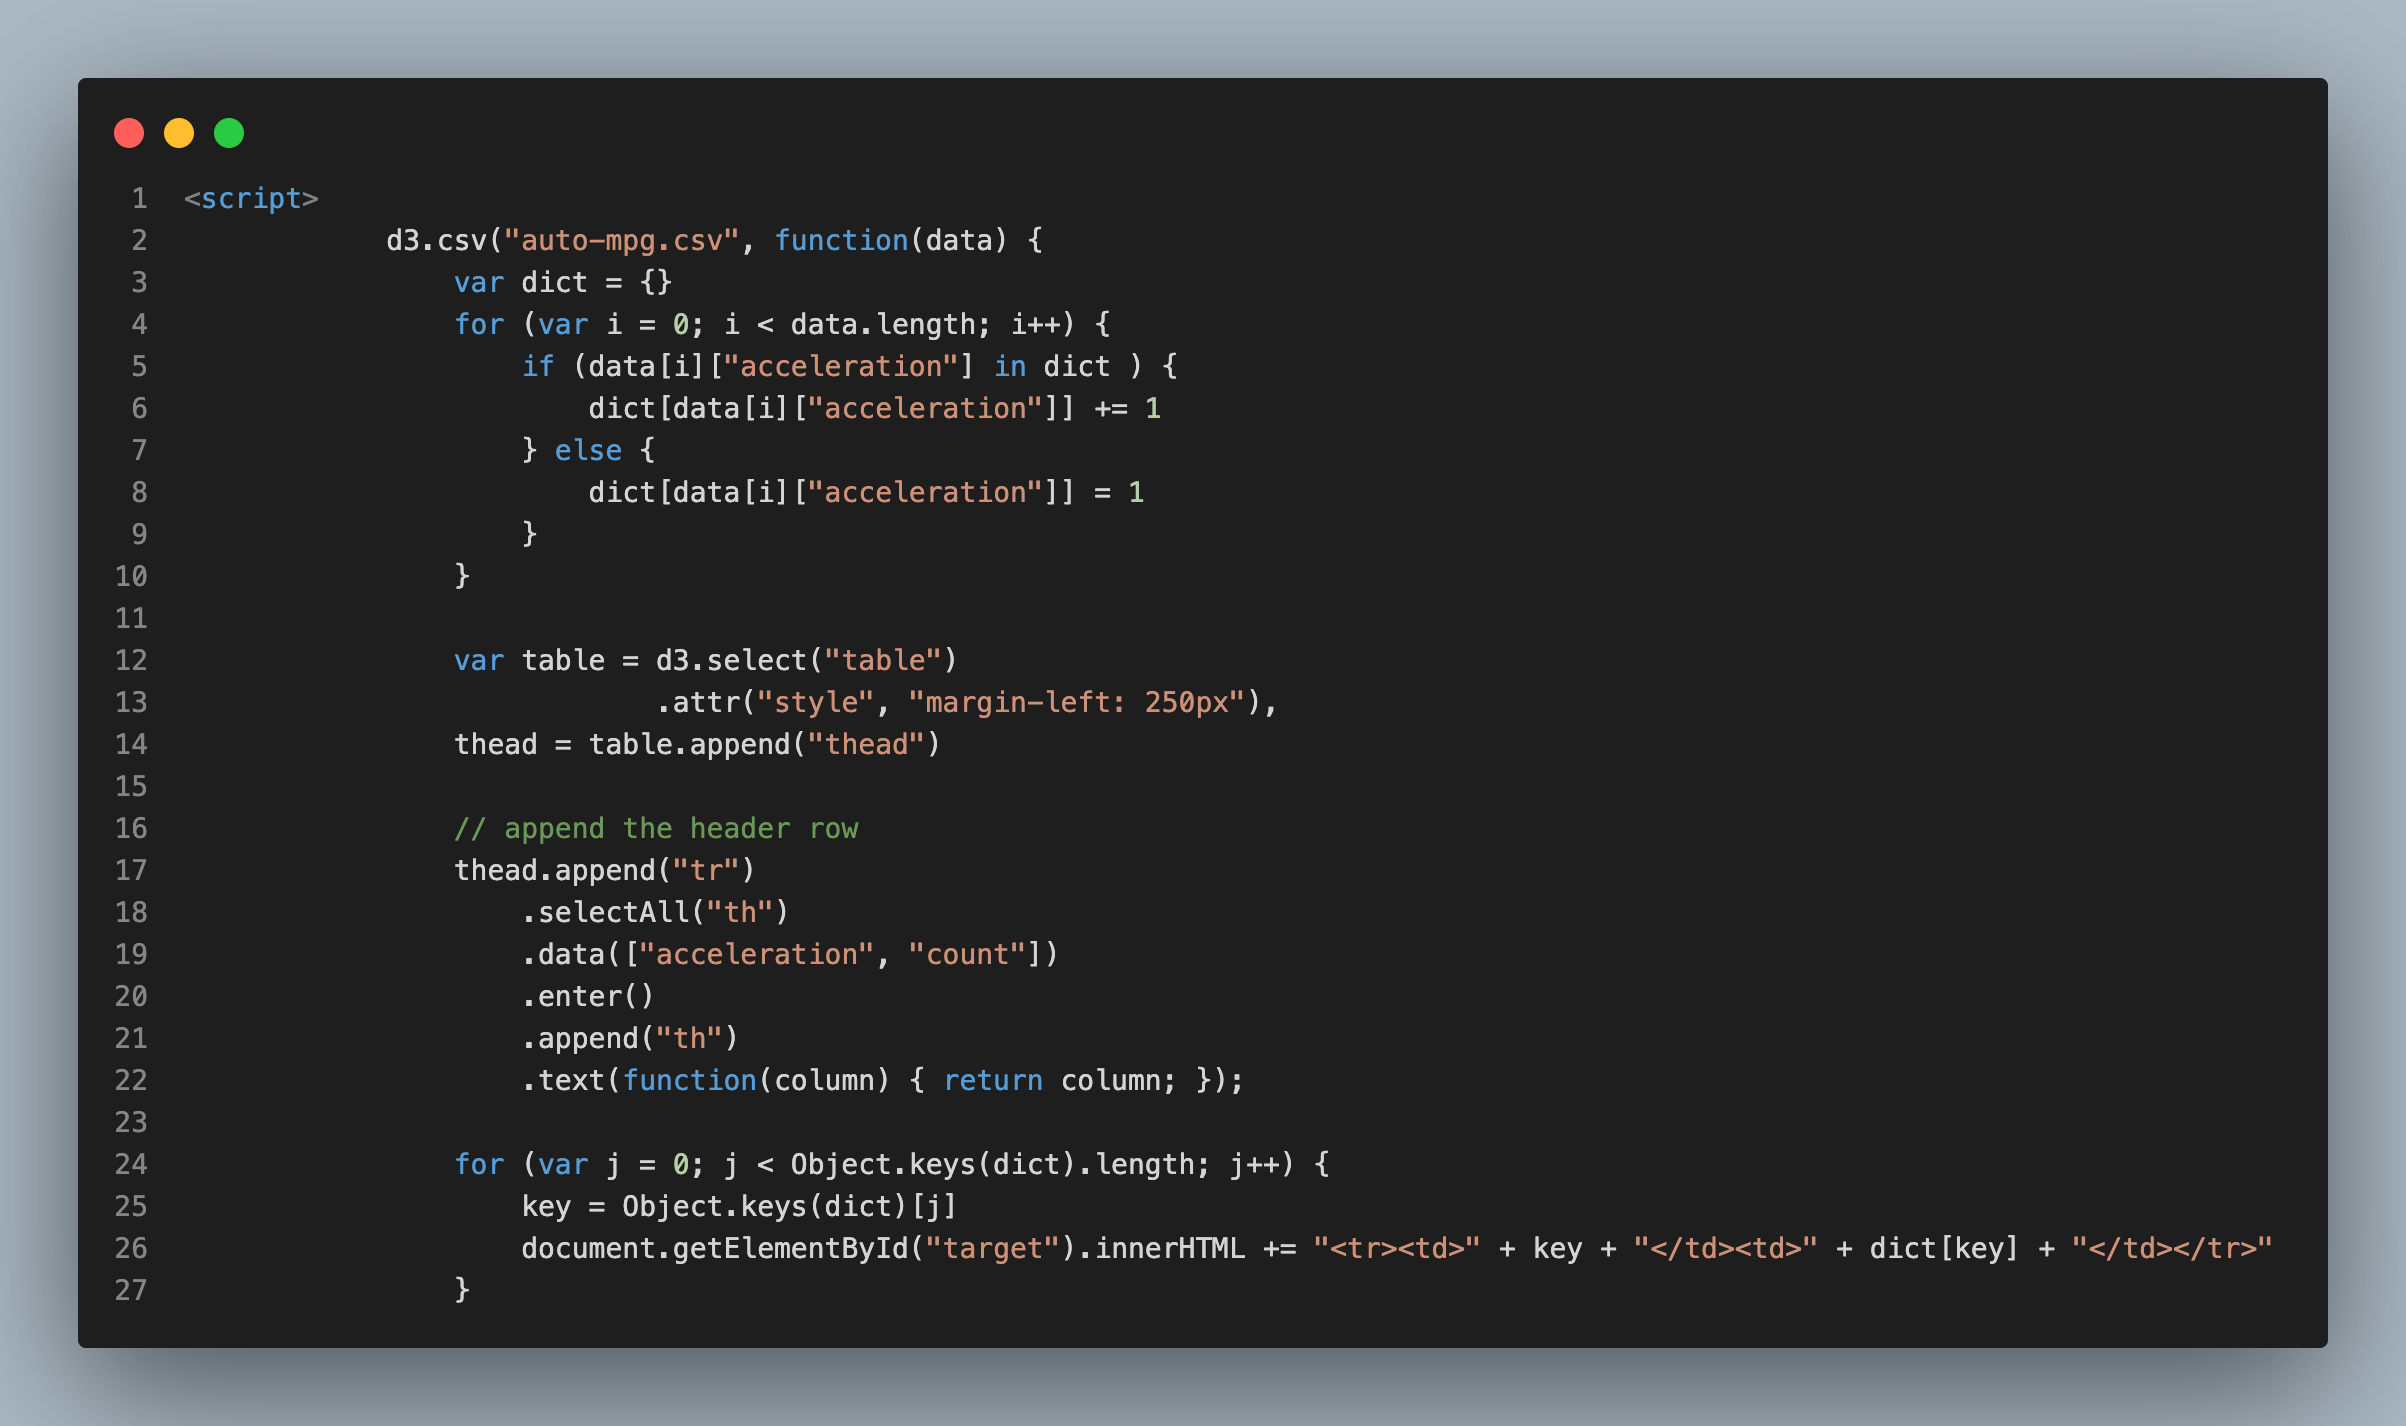 1 <script>
2 d3.csv("auto-mpg.csv", function(data) {
3 var dict = {}
4 for (var i = 0; i < data.length; i++) {
5 if (data[i]["acceleration"] in dict ) {
6 dict[data[i]["acceleration"]] += 1
7 } else {
8 dict[data[i]["acceleration"]] = 1
9 }
10 }
11
12 var table = d3.select("table")
13 .attr("style", "margin-left: 250px"),
14 thead = table.append("thead")
15
16 // append the header row
17 thead.append("tr")
18 .selectAll("th")
19 .data(["acceleration", "count"])
20 .enter()
21 .append("th")
22 .text(function(column) { return column; });
23
24 for (var j = 0; j < Object.keys(dict).length; j++) {
25 key = Object.keys(dict)[j]
26 document.getElementById("target").innerHTML += "<tr><td>" + key + "</td><td>" + dict[key] + "</td></tr>"
27 }